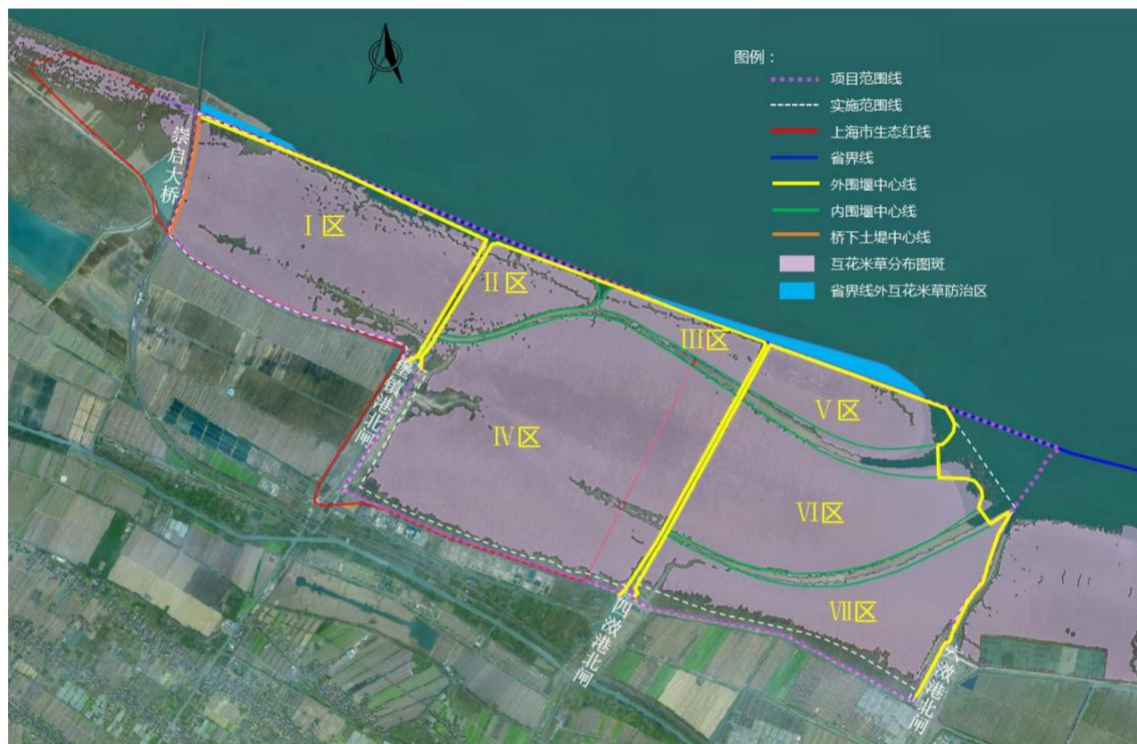 图例：
项目范围线
实施范围线
上海市生态红线
省界线
外围堰中心线
内围堰中心线
桥下土堤中心线
互花米草分布图斑
省界线外互花米草防治区
崇启大桥
Ⅰ区
Ⅱ区
Ⅲ区
堡镇港北闸
Ⅳ区
Ⅴ区
Ⅵ区
Ⅶ区
四滧港北闸
六滧港北闸